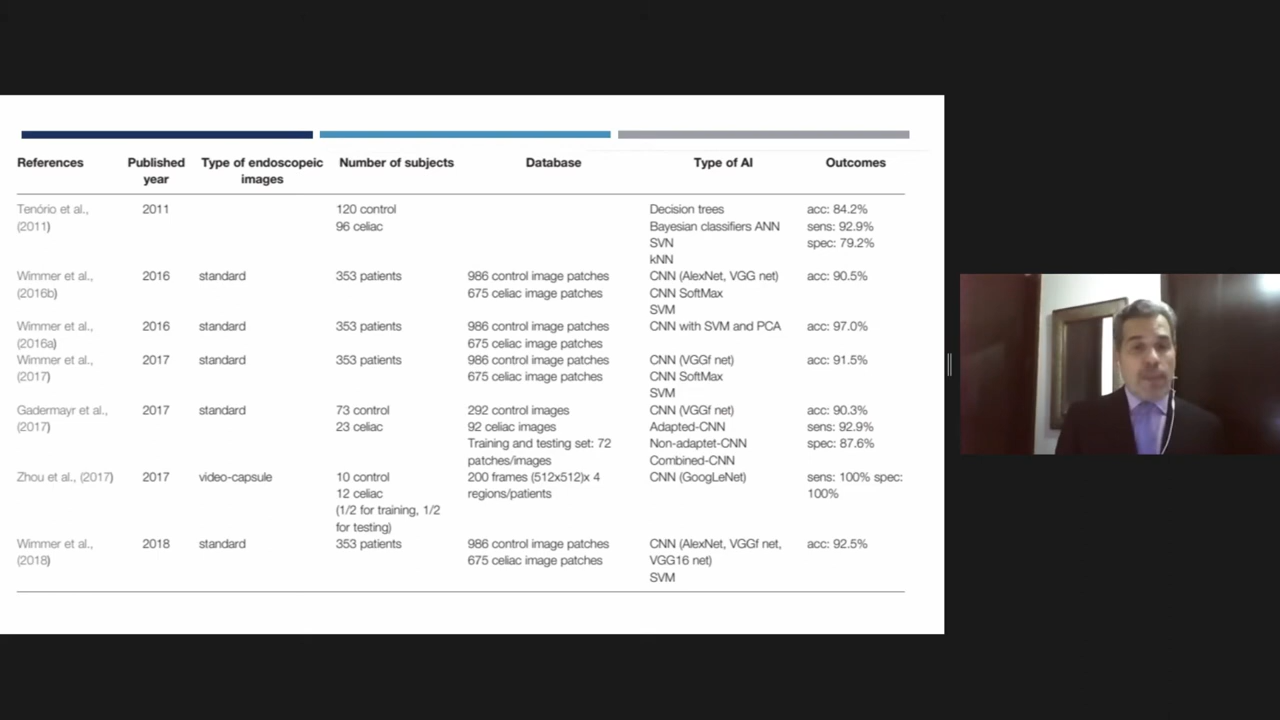 References Published year Type of endoscopeic images Number of subjects Database Type of AI Outcomes
Tenório et al., (2011) 2011 120 control Decision trees acc: 84.2%
96 celiac Bayesian classifiers ANN sens: 92.9%
SVN spec: 79.2%
kNN
Wimmer et al., (2016b) 2016 standard 353 patients 986 control image patches CNN (AlexNet, VGG net) acc: 90.5%
675 celiac image patches CNN SoftMax
SVM
Wimmer et al., (2016a) 2016 standard 353 patients 986 control image patches CNN with SVM and PCA acc: 97.0%
675 celiac image patches
Wimmer et al., (2017) 2017 standard 353 patients 986 control image patches CNN (VGGf net) acc: 91.5%
675 celiac image patches CNN SoftMax
SVM
Gadermayr et al., (2017) 2017 standard 73 control 292 control images CNN (VGGf net) acc: 90.3%
23 celiac 92 celiac images Adapted-CNN sens: 92.9%
Training and testing set: 72 Non-adaptet-CNN spec: 87.6%
patches/images Combined-CNN
Zhou et al., (2017) 2017 video-capsule 10 control 200 frames (512x512)x 4 CNN (GoogLeNet) sens: 100% spec:
12 celiac regions/patients 100%
(1/2 for training, 1/2
for testing)
Wimmer et al., (2018) 2018 standard 353 patients 986 control image patches CNN (AlexNet, VGGf net, acc: 92.5%
675 celiac image patches VGG16 net)
SVM